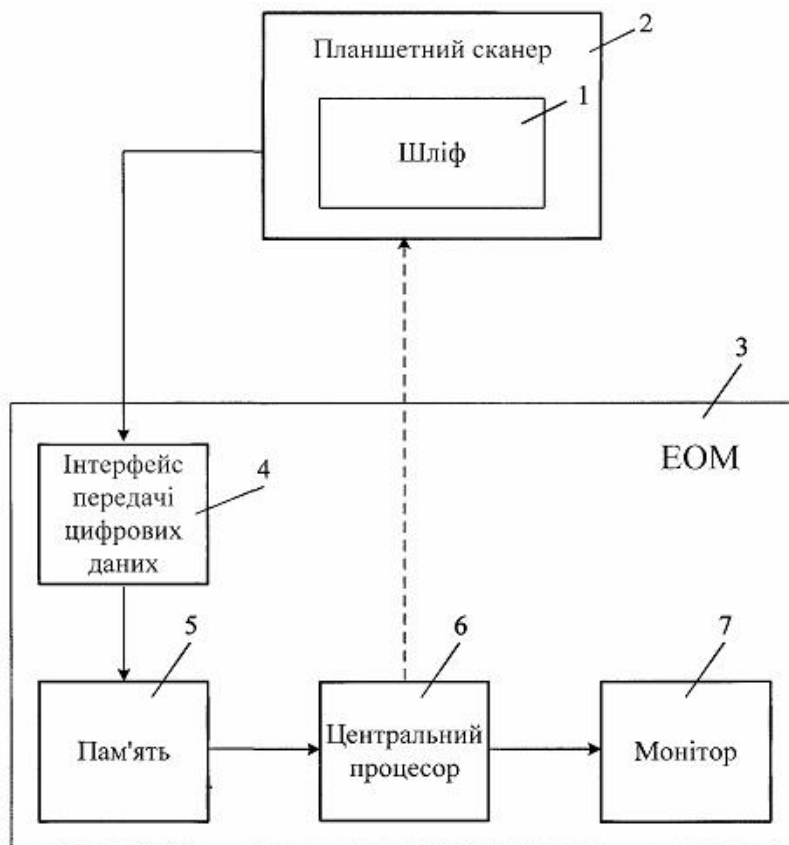 2
Планшетний сканер
1
Шліф
3
ЕОМ
Інтерфейс
передачі
цифрових
даних
4
5
Пам'ять
6
Центральний
процесор
7
Монітор